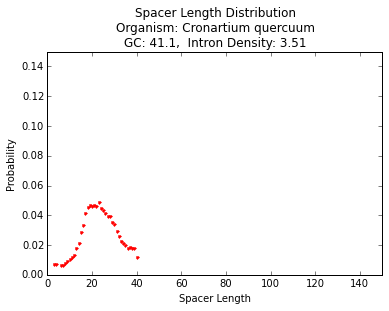 Spacer Length Distribution
Organism: Cronartium quercuum
GC: 41.1,  Intron Density: 3.51
0.14
0.12
0.10
0.08
0.06
0.04
0.02
0.00
Probability
0 20 40 60 80 100 120 140
Spacer Length